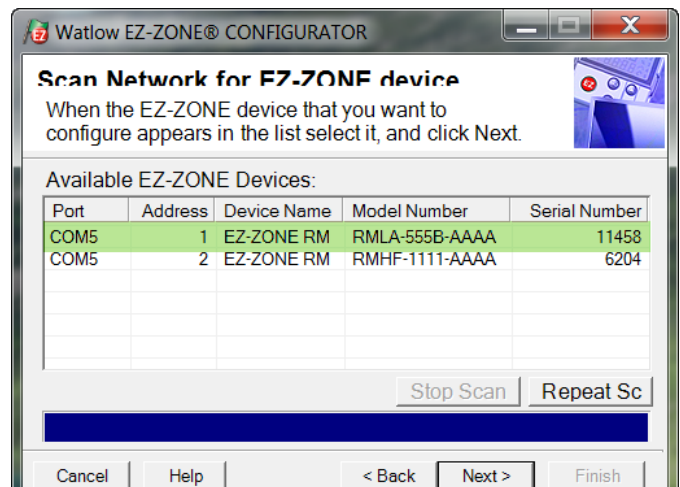 Watlow EZ-ZONE® CONFIGURATOR
Scan Network for EZ-ZONE device
When the EZ-ZONE device that you want to
configure appears in the list select it, and click Next.
Available EZ-ZONE Devices:
Port Address Device Name Model Number Serial Number
COM5 1 EZ-ZONE RM RMLA-555B-AAAA 11458
COM5 2 EZ-ZONE RM RMHF-1111-AAAA 6204
Stop Scan Repeat Sc
Cancel Help < Back Next > Finish